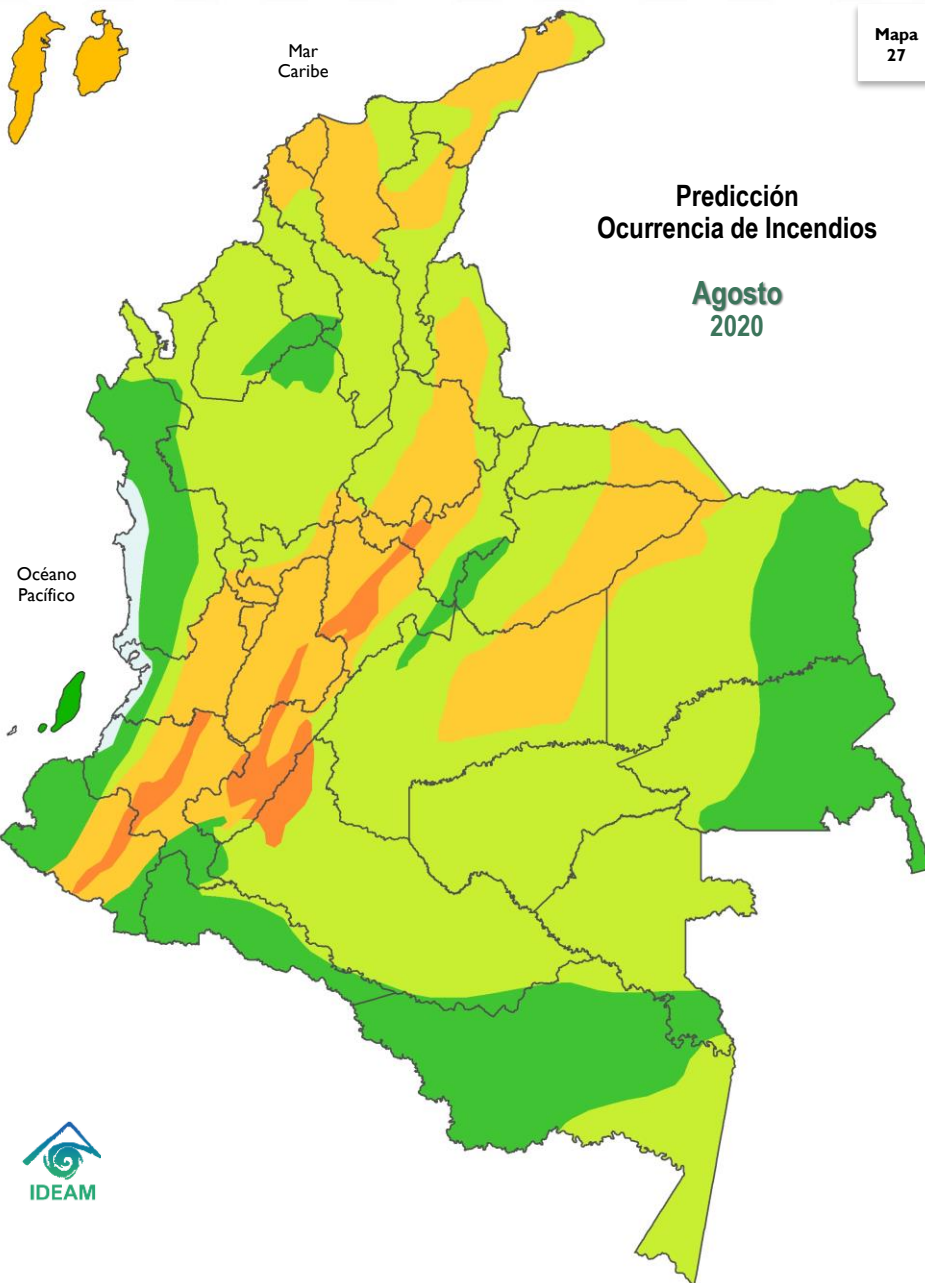 Mapa
27
Mar
Caribe
Predicción
Ocurrencia de Incendios
Agosto
2020
Océano
Pacífico
IDEAM